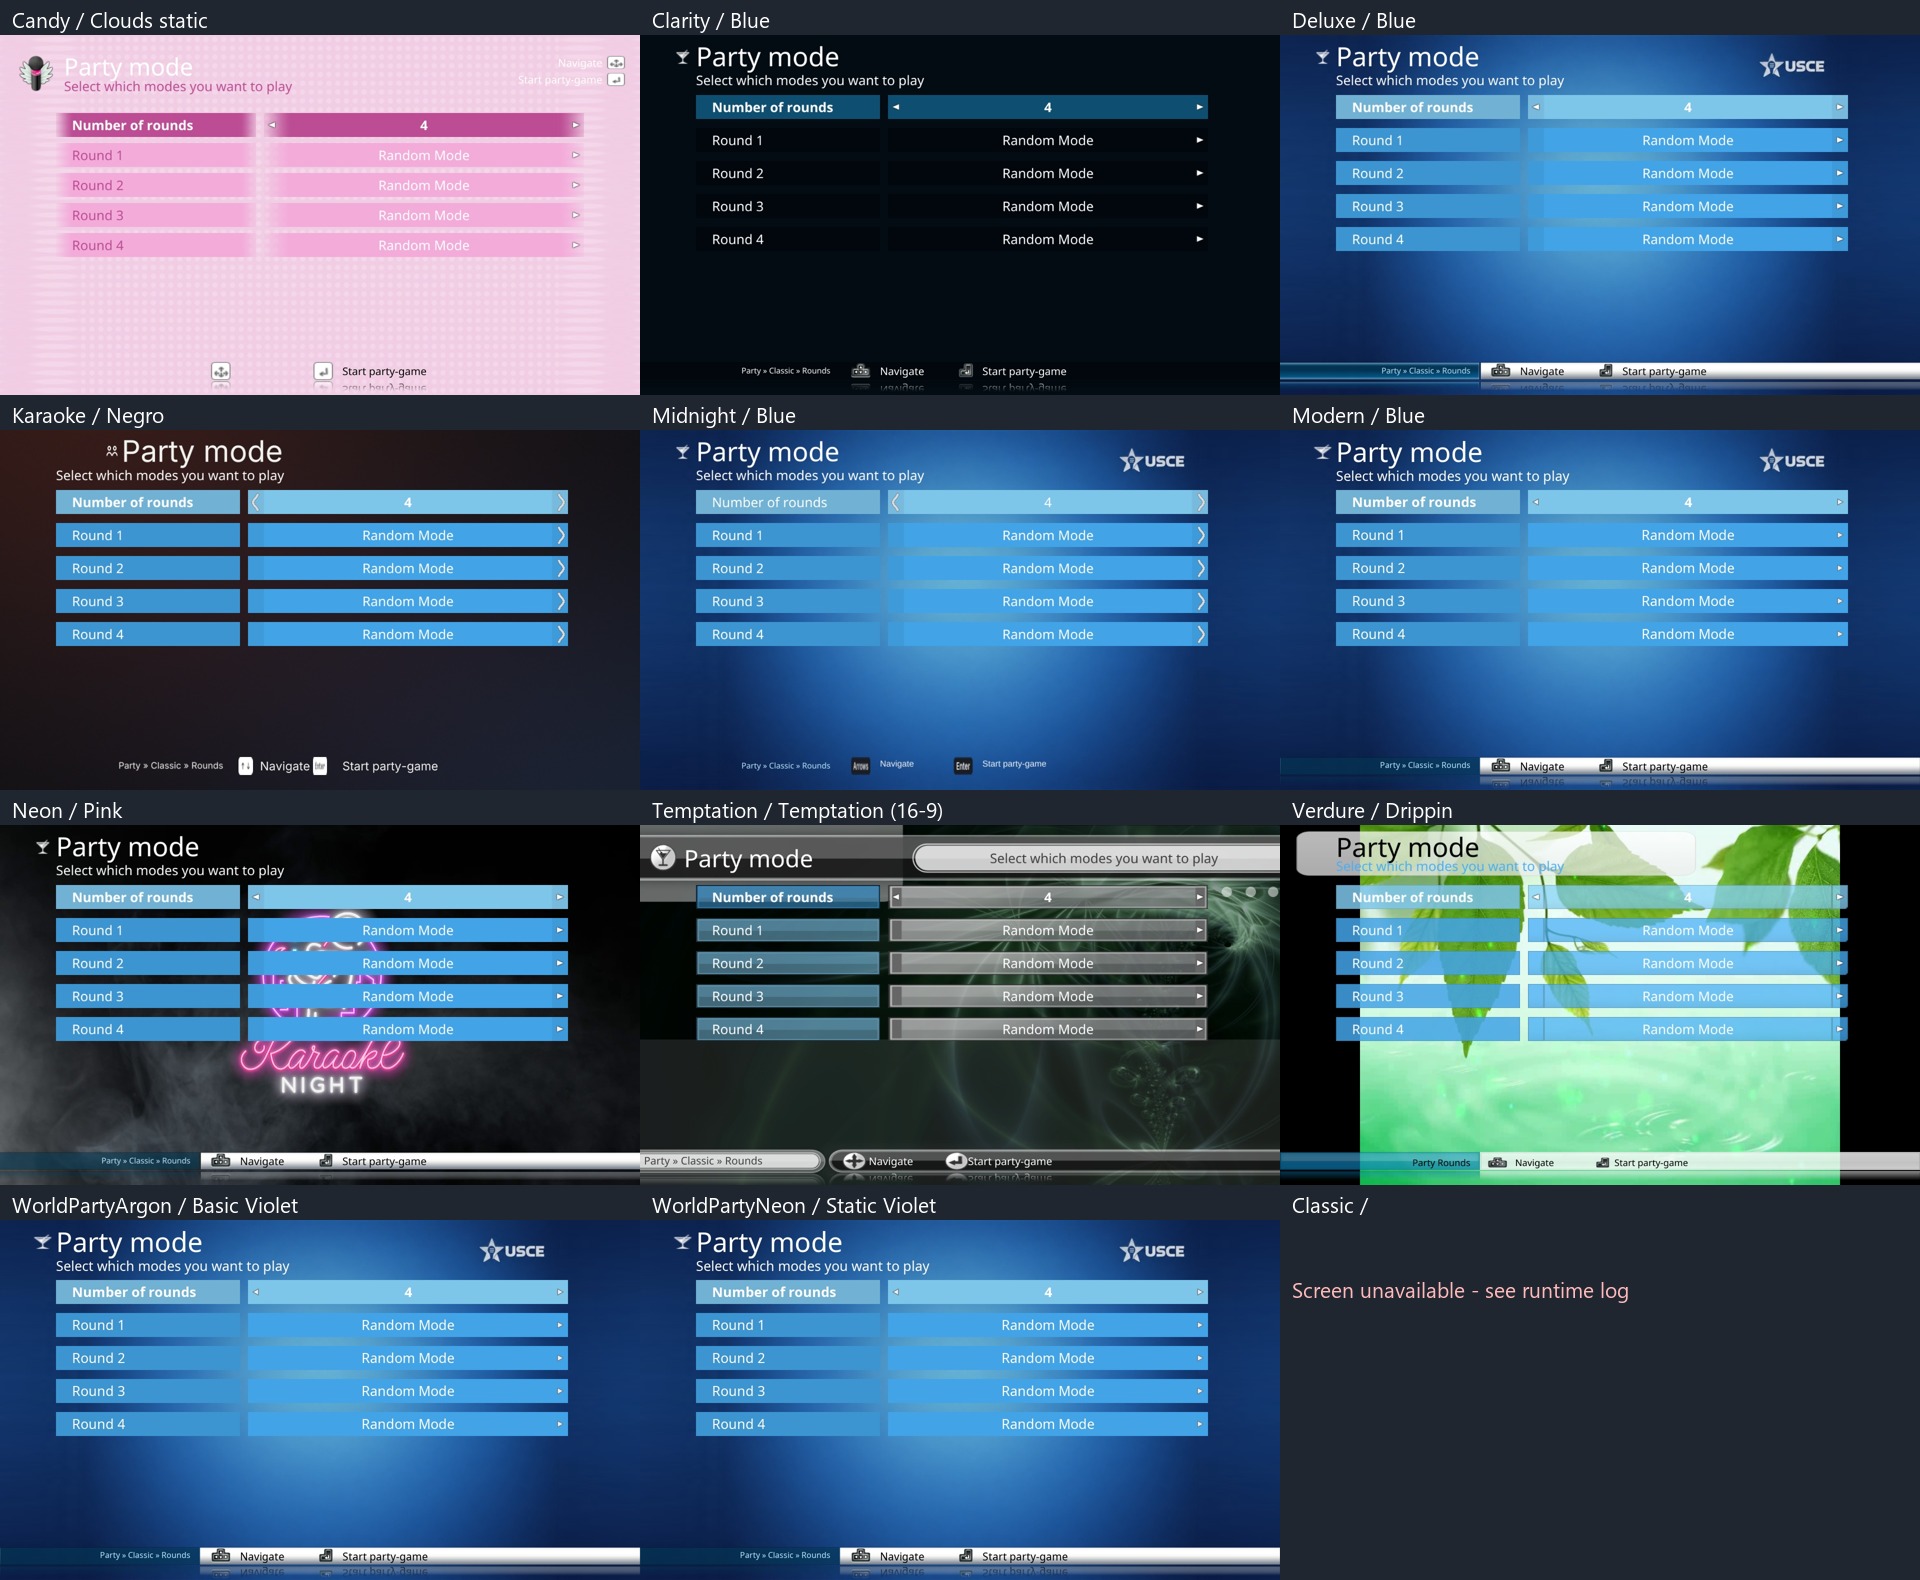 Candy / Clouds static
Party mode
Select which modes you want to play
Navigate
Start party-game
Number of rounds 4
Round 1 Random Mode
Round 2 Random Mode
Round 3 Random Mode
Round 4 Random Mode
Start party-game
Clarity / Blue
Party mode
Select which modes you want to play
Number of rounds 4
Round 1 Random Mode
Round 2 Random Mode
Round 3 Random Mode
Round 4 Random Mode
Party » Classic » Rounds Navigate Start party-game
Deluxe / Blue
Party mode
USCE
Select which modes you want to play
Number of rounds 4
Round 1 Random Mode
Round 2 Random Mode
Round 3 Random Mode
Round 4 Random Mode
Party » Classic » Rounds Navigate Start party-game
Karaoke / Negro
Party mode
Select which modes you want to play
Number of rounds 4
Round 1 Random Mode
Round 2 Random Mode
Round 3 Random Mode
Round 4 Random Mode
Party » Classic » Rounds Navigate Enter Start party-game
Midnight / Blue
Party mode
USCE
Select which modes you want to play
Number of rounds 4
Round 1 Random Mode
Round 2 Random Mode
Round 3 Random Mode
Round 4 Random Mode
Party » Classic » Rounds Arrows Navigate Enter Start party-game
Modern / Blue
Party mode
USCE
Select which modes you want to play
Number of rounds 4
Round 1 Random Mode
Round 2 Random Mode
Round 3 Random Mode
Round 4 Random Mode
Party » Classic » Rounds Navigate Start party-game
Neon / Pink
Party mode
Select which modes you want to play
Number of rounds 4
Round 1 Random Mode
Round 2 Random Mode
Round 3 Random Mode
Round 4 Random Mode
Karaoke
NIGHT
Party » Classic » Rounds Navigate Start party-game
Temptation / Temptation (16-9)
Party mode
Select which modes you want to play
Number of rounds 4
Round 1 Random Mode
Round 2 Random Mode
Round 3 Random Mode
Round 4 Random Mode
Party » Classic » Rounds Navigate Start party-game
Verdure / Drippin
Party mode
Select which modes you want to play
Number of rounds 4
Round 1 Random Mode
Round 2 Random Mode
Round 3 Random Mode
Round 4 Random Mode
Party Rounds Navigate Start party-game
WorldPartyArgon / Basic Violet
Party mode
USCE
Select which modes you want to play
Number of rounds 4
Round 1 Random Mode
Round 2 Random Mode
Round 3 Random Mode
Round 4 Random Mode
Party » Classic » Rounds Navigate Start party-game
WorldPartyNeon / Static Violet
Party mode
USCE
Select which modes you want to play
Number of rounds 4
Round 1 Random Mode
Round 2 Random Mode
Round 3 Random Mode
Round 4 Random Mode
Party » Classic » Rounds Navigate Start party-game
Classic /
Screen unavailable - see runtime log